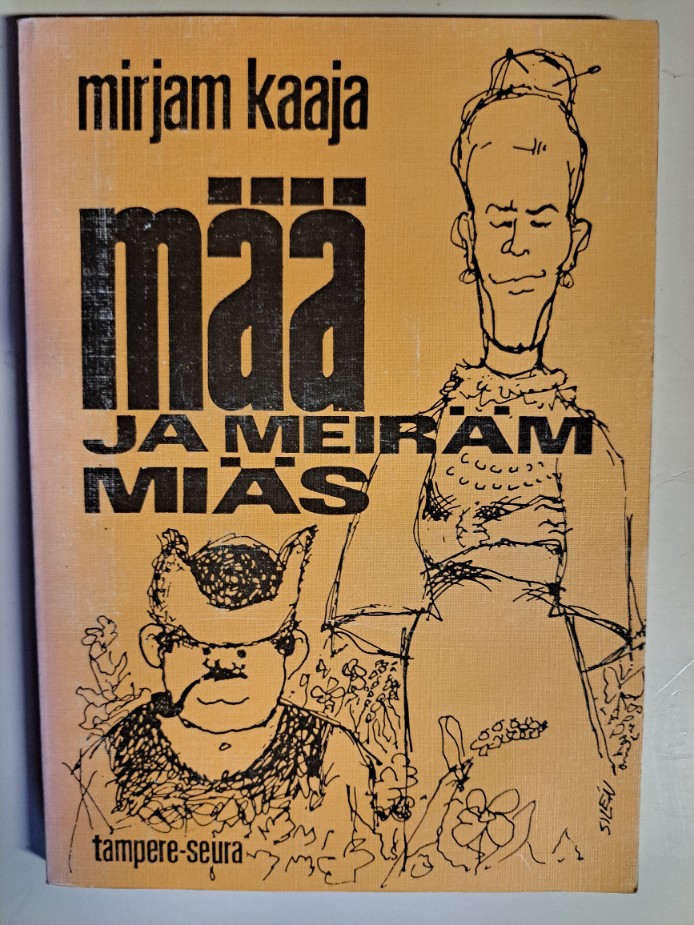 mirjam kaaja
mää
JA MEIRÄM
MIÄS
tampere-seura